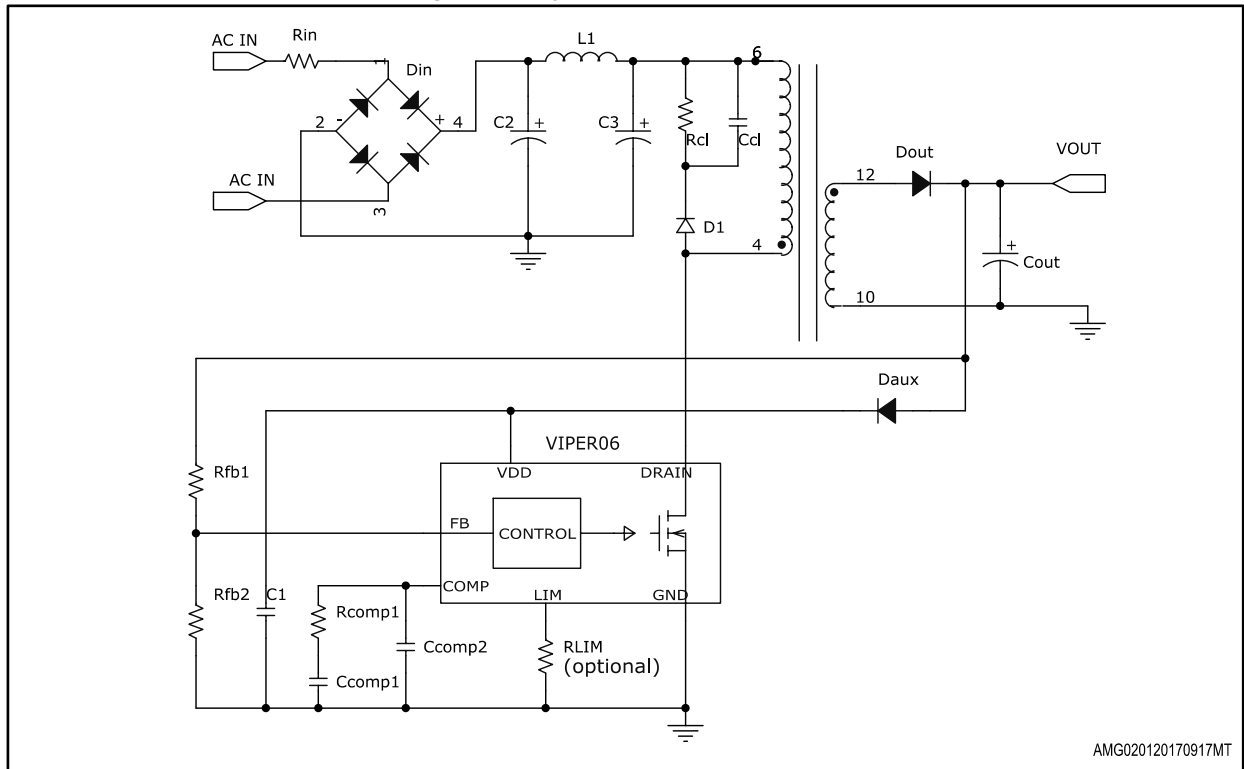 AC IN
Rin
1
Din
2
-
+
4
AC IN
3
L1
C2
+
C3
+
Rcl
Ccl
6
D1
4
12
Dout
VOUT
+
Cout
10
Daux
VIPER06
VDD
DRAIN
Rfb1
FB
CONTROL
COMP
LIM
GND
Rfb2
C1
Rcomp1
Ccomp2
Ccomp1
RLIM
(optional)
AMG020120170917MT